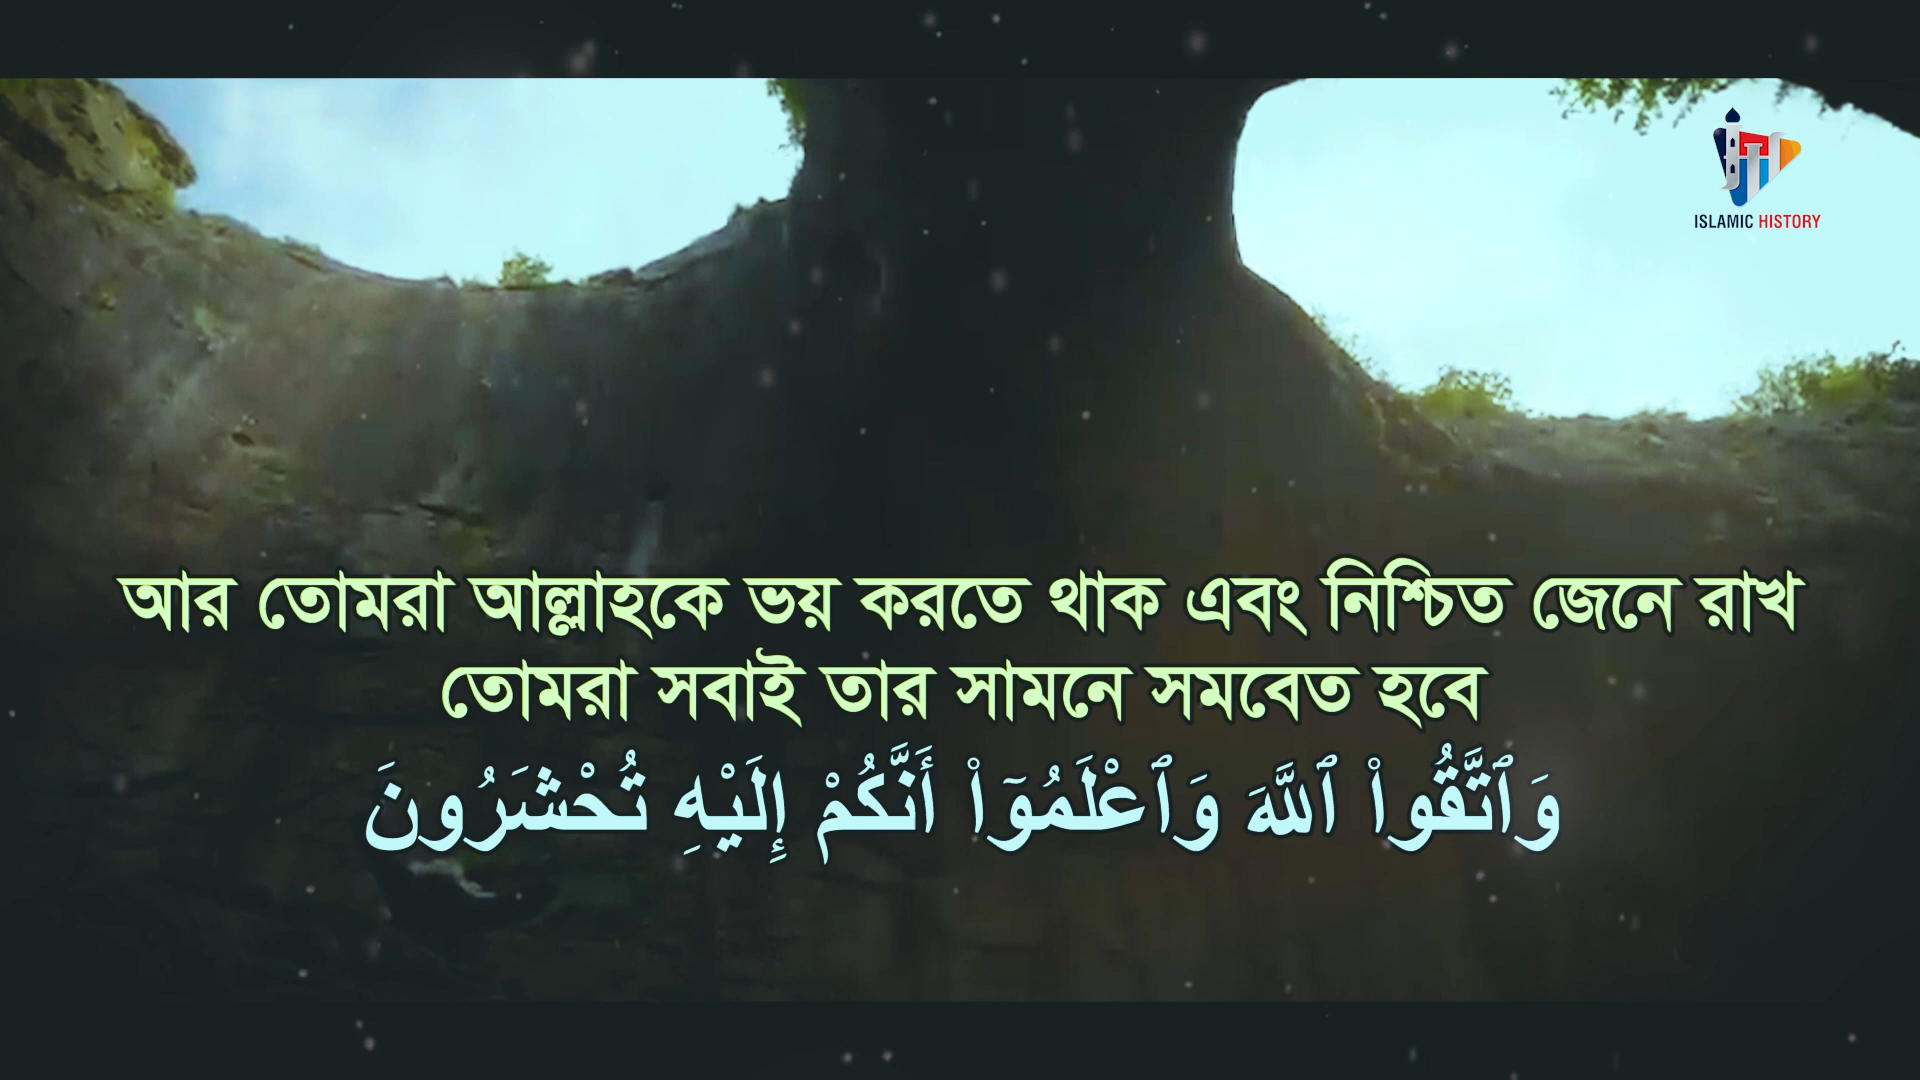 ISLAMIC HISTORY
আর তোমরা আল্লাহকে ভয় করতে থাক এবং নিশ্চিত জেনে রাখ
তোমরা সবাই তার সামনে সমবেত হবে
وَٱتَّقُوا۟ ٱللَّهَ وَٱعْلَمُوٓا۟ أَنَّكُمْ إِلَيْهِ تُحْشَرُونَ